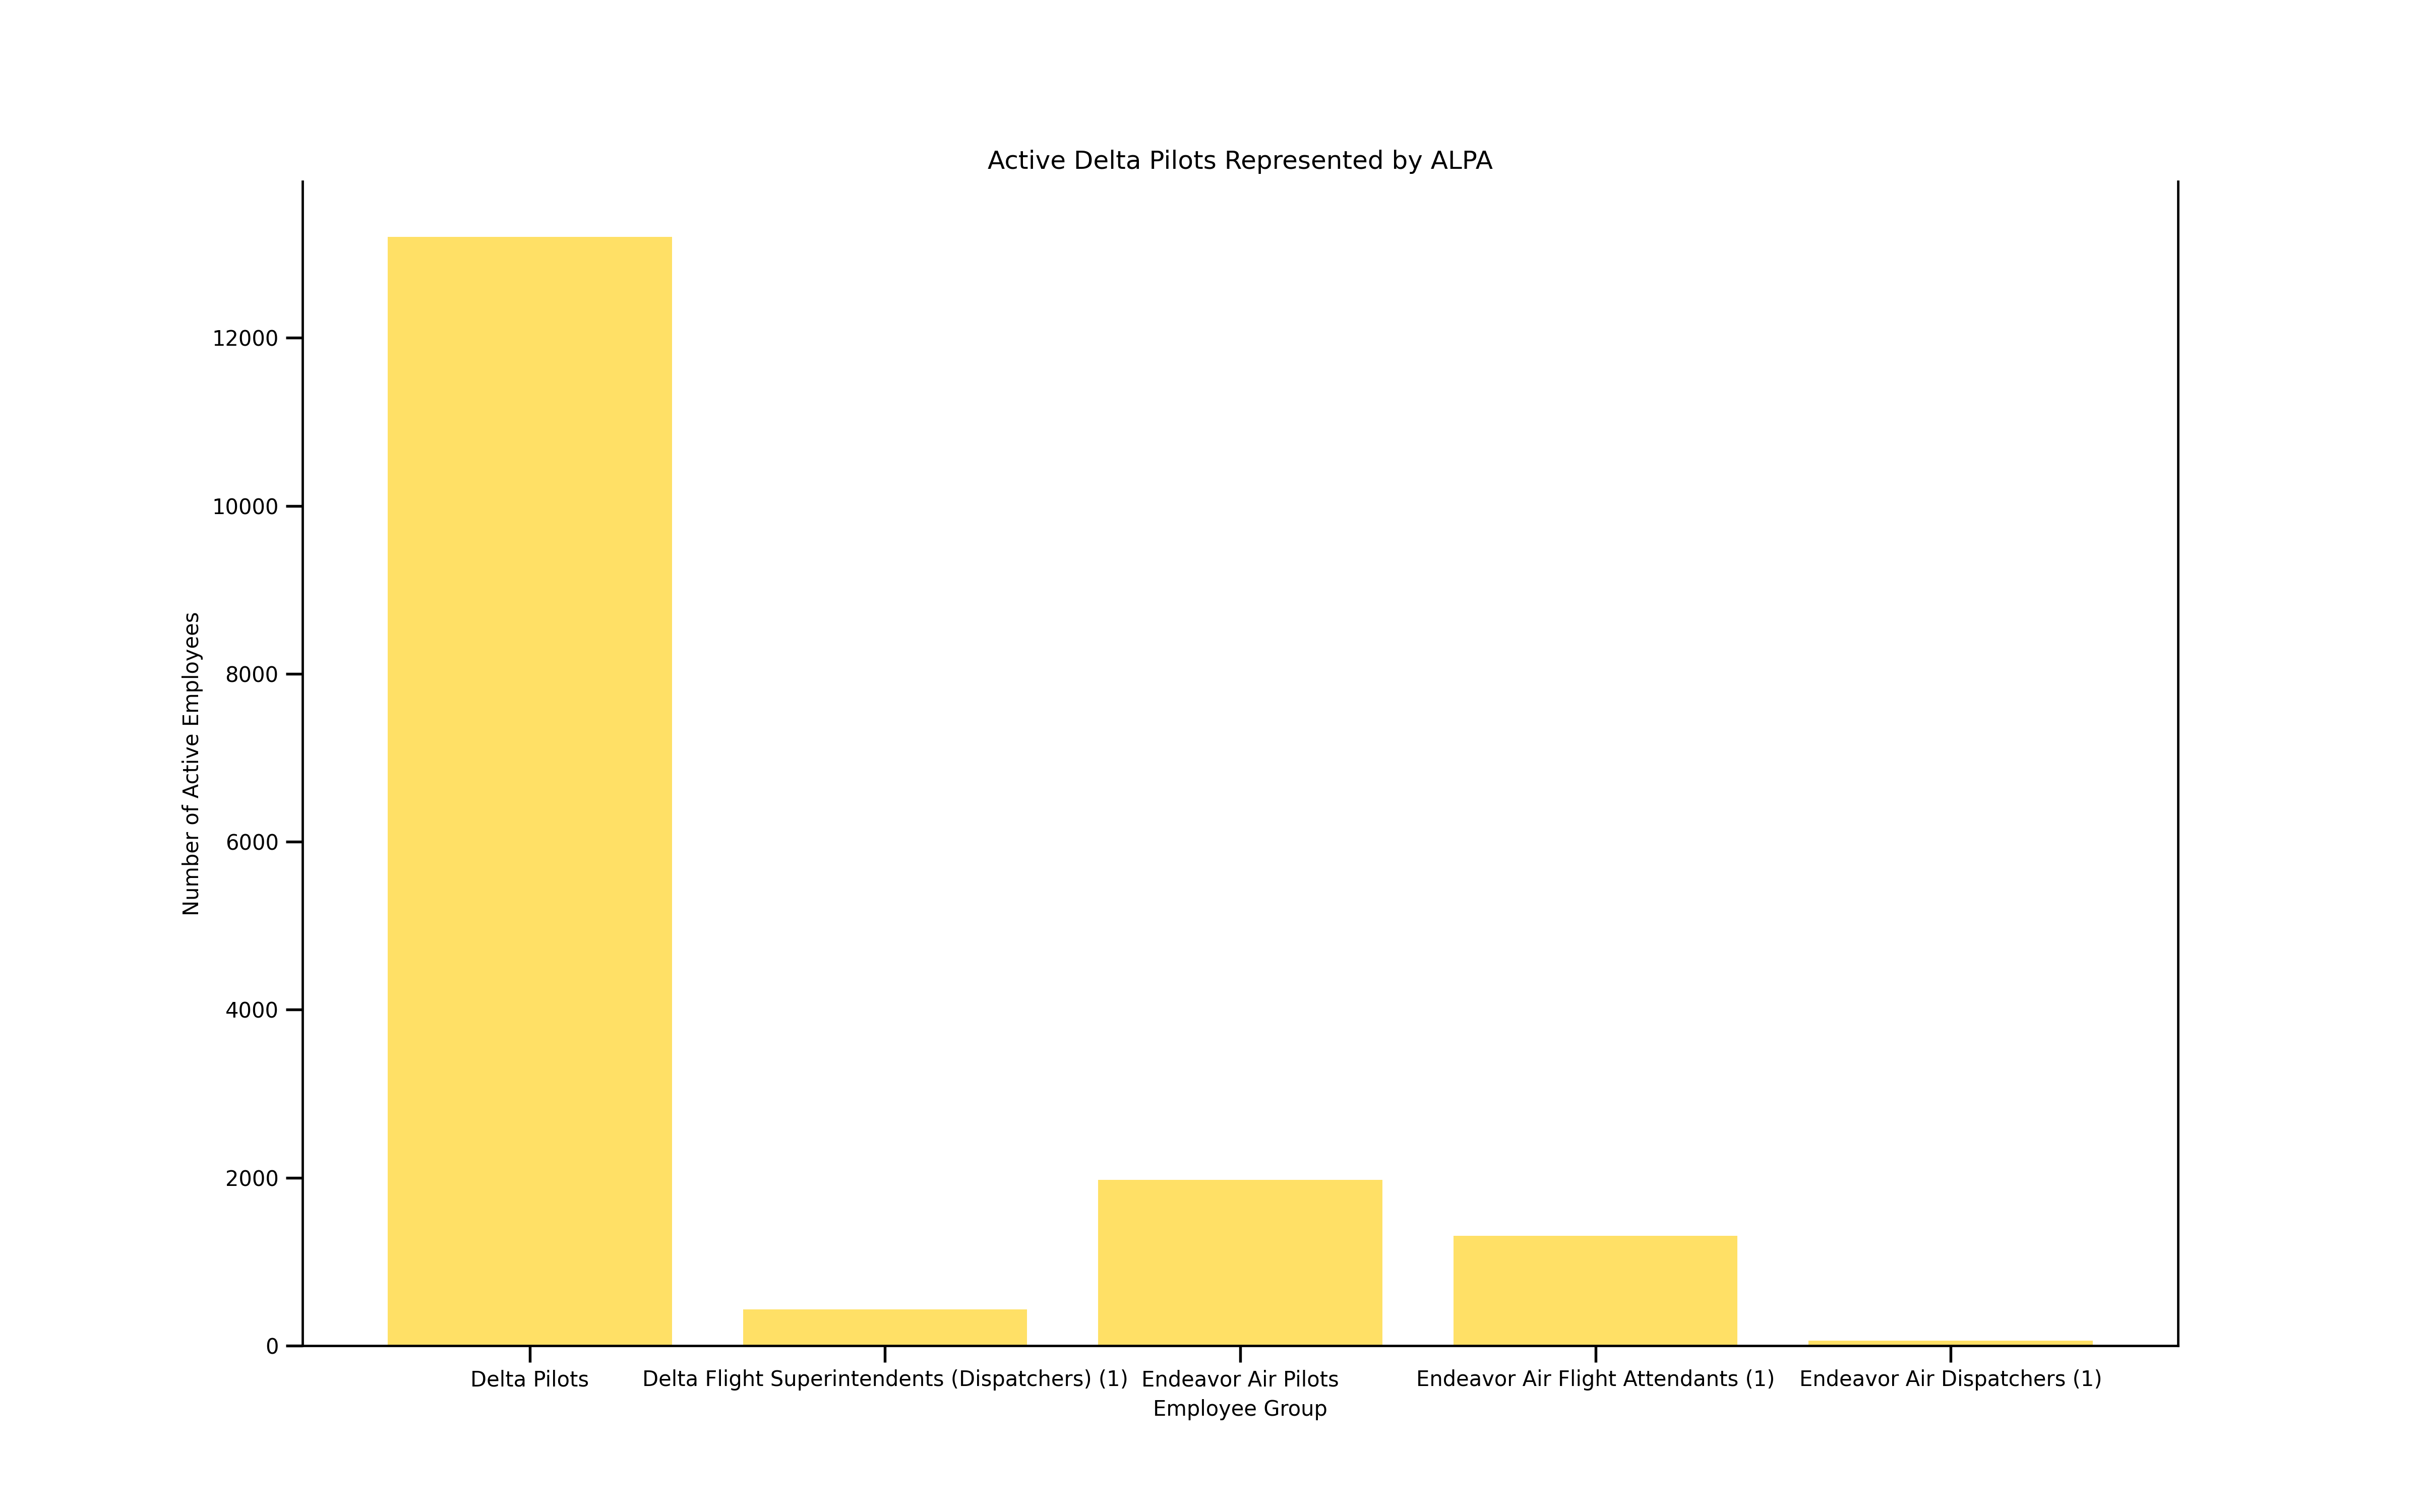 Active Delta Pilots Represented by ALPA
Number of Active Employees
12000
10000
8000
6000
4000
2000
0
Delta Pilots
Delta Flight Superintendents (Dispatchers) (1)
Endeavor Air Pilots
Endeavor Air Flight Attendants (1)
Endeavor Air Dispatchers (1)
Employee Group